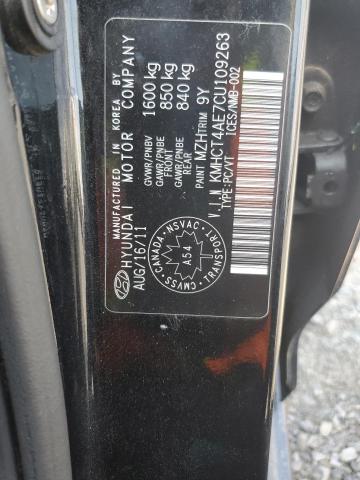 MANUFACTURED IN KOREA BY
HYUNDAI MOTOR COMPANY
AUG/16/11
GVWR/PNBV 1600 kg
GAWR/PNBE FRONT 850 kg
GAWR/PNBE REAR 840 kg
PAINT MZH TRIM 9Y
V I N KMHCT4AE7CU109263
TYPE:PC/VT ICES/NMB-002
CANADA NSVAC TRANSPORT CMVSS
A54